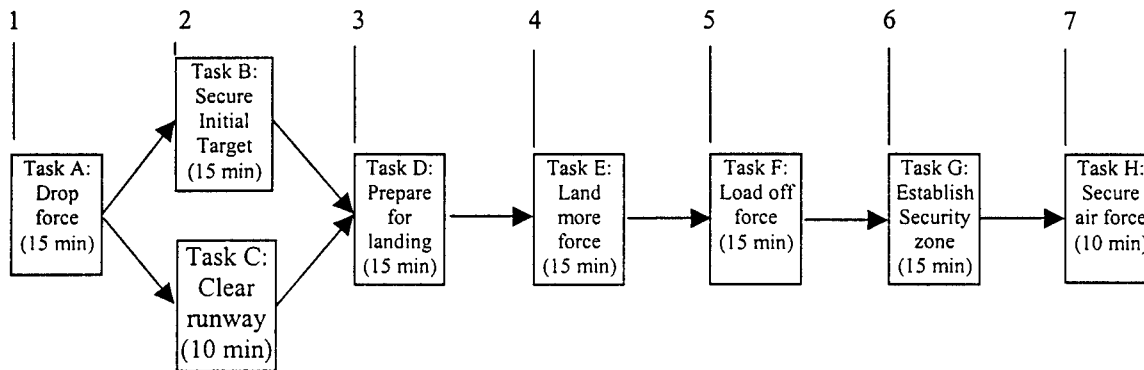 1 2 3 4 5 6 7
Task A:
Drop
force
(15 min)
Task B:
Secure
Initial
Target
(15 min)
Task C:
Clear
runway
(10 min)
Task D:
Prepare
for
landing
(15 min)
Task E:
Land
more
force
(15 min)
Task F:
Load off
force
(15 min)
Task G:
Establish
Security
zone
(15 min)
Task H:
Secure
air force
(10 min)